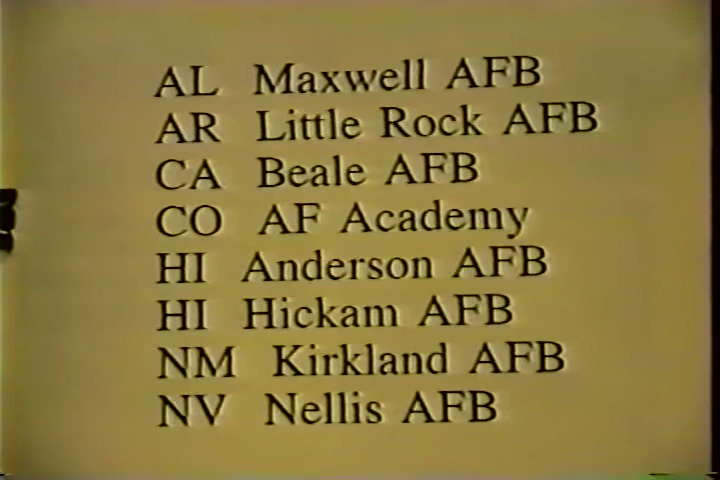 AL Maxwell AFB
AR Little Rock AFB
CA Beale AFB
CO AF Academy
HI Anderson AFB
HI Hickam AFB
NM Kirkland AFB
NV Nellis AFB